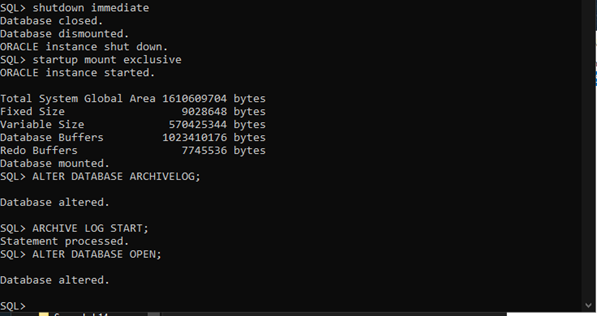 SQL> shutdown immediate
Database closed.
Database dismounted.
ORACLE instance shut down.
SQL> startup mount exclusive
ORACLE instance started.
Total System Global Area 1610609704 bytes
Fixed Size 9028648 bytes
Variable Size 570425344 bytes
Database Buffers 1023410176 bytes
Redo Buffers 7745536 bytes
Database mounted.
SQL> ALTER DATABASE ARCHIVELOG;
Database altered.
SQL> ARCHIVE LOG START;
Statement processed.
SQL> ALTER DATABASE OPEN;
Database altered.
SQL>